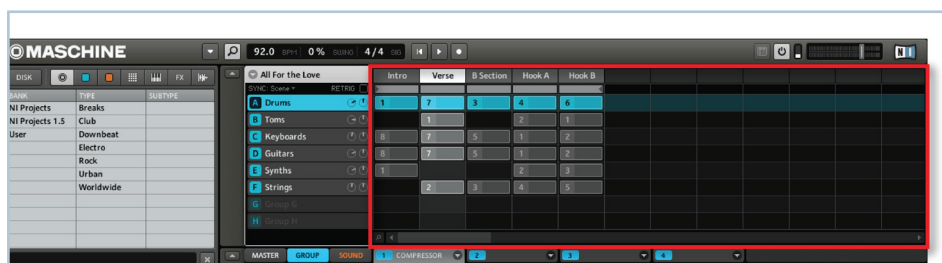 MASCHINE
92.0 BPM 0% SWING 4/4 SIG
NI
DISK FX
All For the Love
Intro Verse B Section Hook A Hook B
BANK TYPE SUBTYPE
SYNC: Scene RETRIG
NI Projects Breaks
A Drums 1 7 3 4 6
NI Projects 1.5 Club
B Toms 1 2 1
User Downbeat
C Keyboards 8 7 5 1 2
Electro
D Guitars 8 7 5 1 2
Rock
E Synths 1 2 3
Urban
F Strings 2 3 4 5
Worldwide
G Group G
H Group H
MASTER GROUP SOUND 1 COMPRESSOR 2 3 4